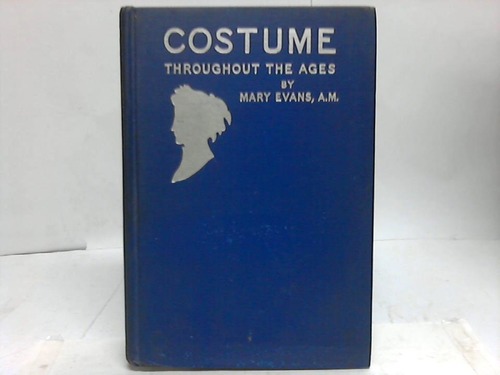 COSTUME
THROUGHOUT THE AGES
BY
MARY EVANS, A.M.